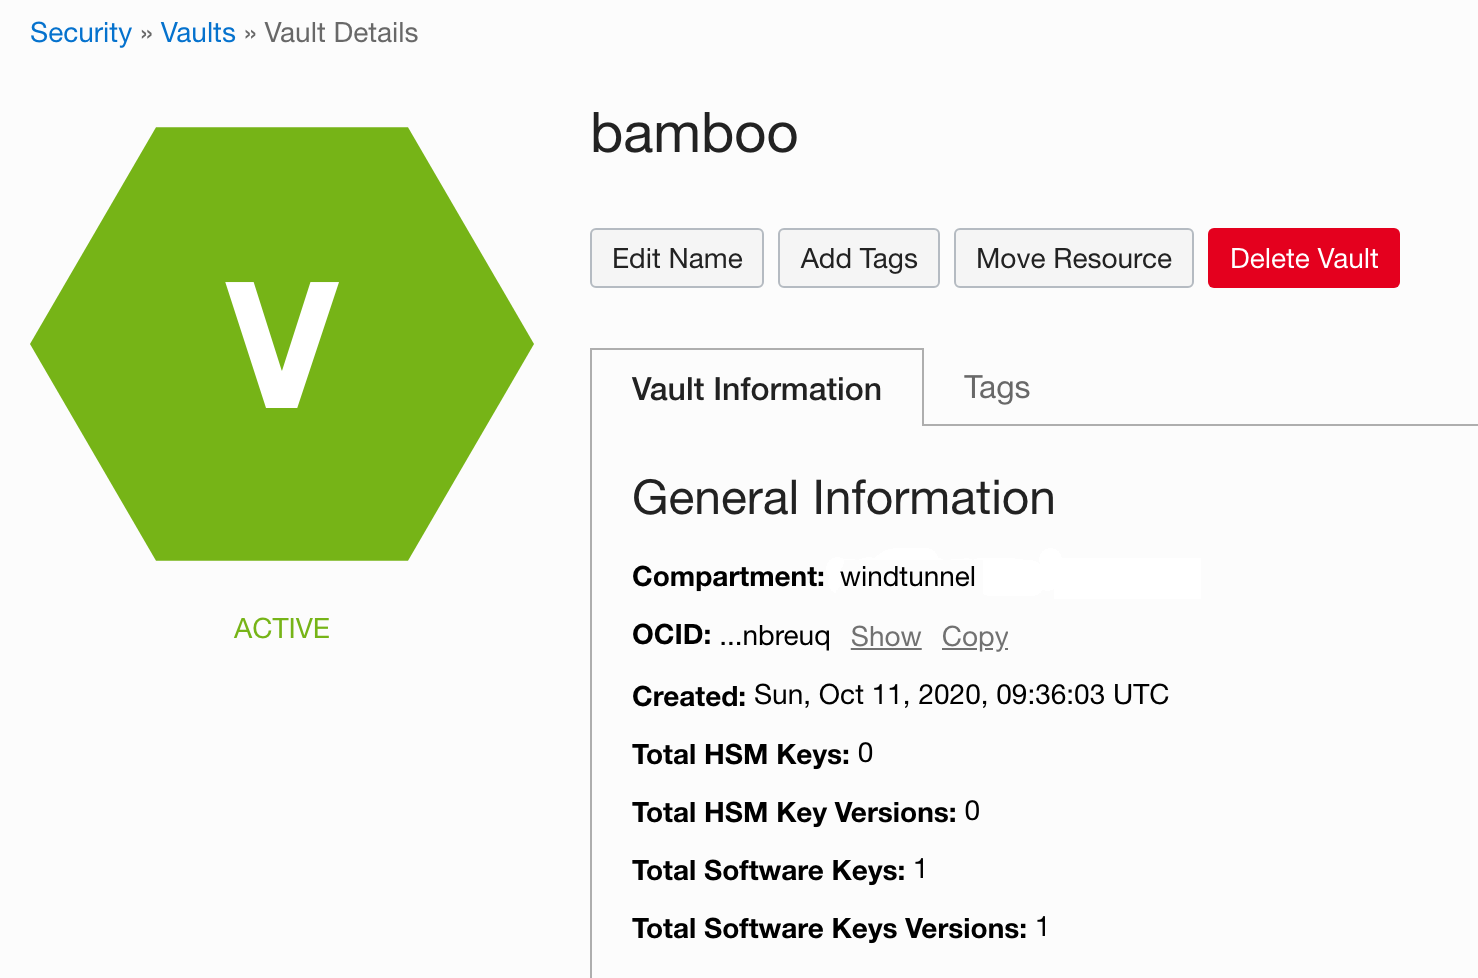 Security » Vaults » Vault Details
V
ACTIVE
bamboo
Edit Name Add Tags Move Resource Delete Vault
Vault Information Tags
General Information
Compartment: windtunnel
OCID: ...nbreuq Show Copy
Created: Sun, Oct 11, 2020, 09:36:03 UTC
Total HSM Keys: 0
Total HSM Key Versions: 0
Total Software Keys: 1
Total Software Keys Versions: 1